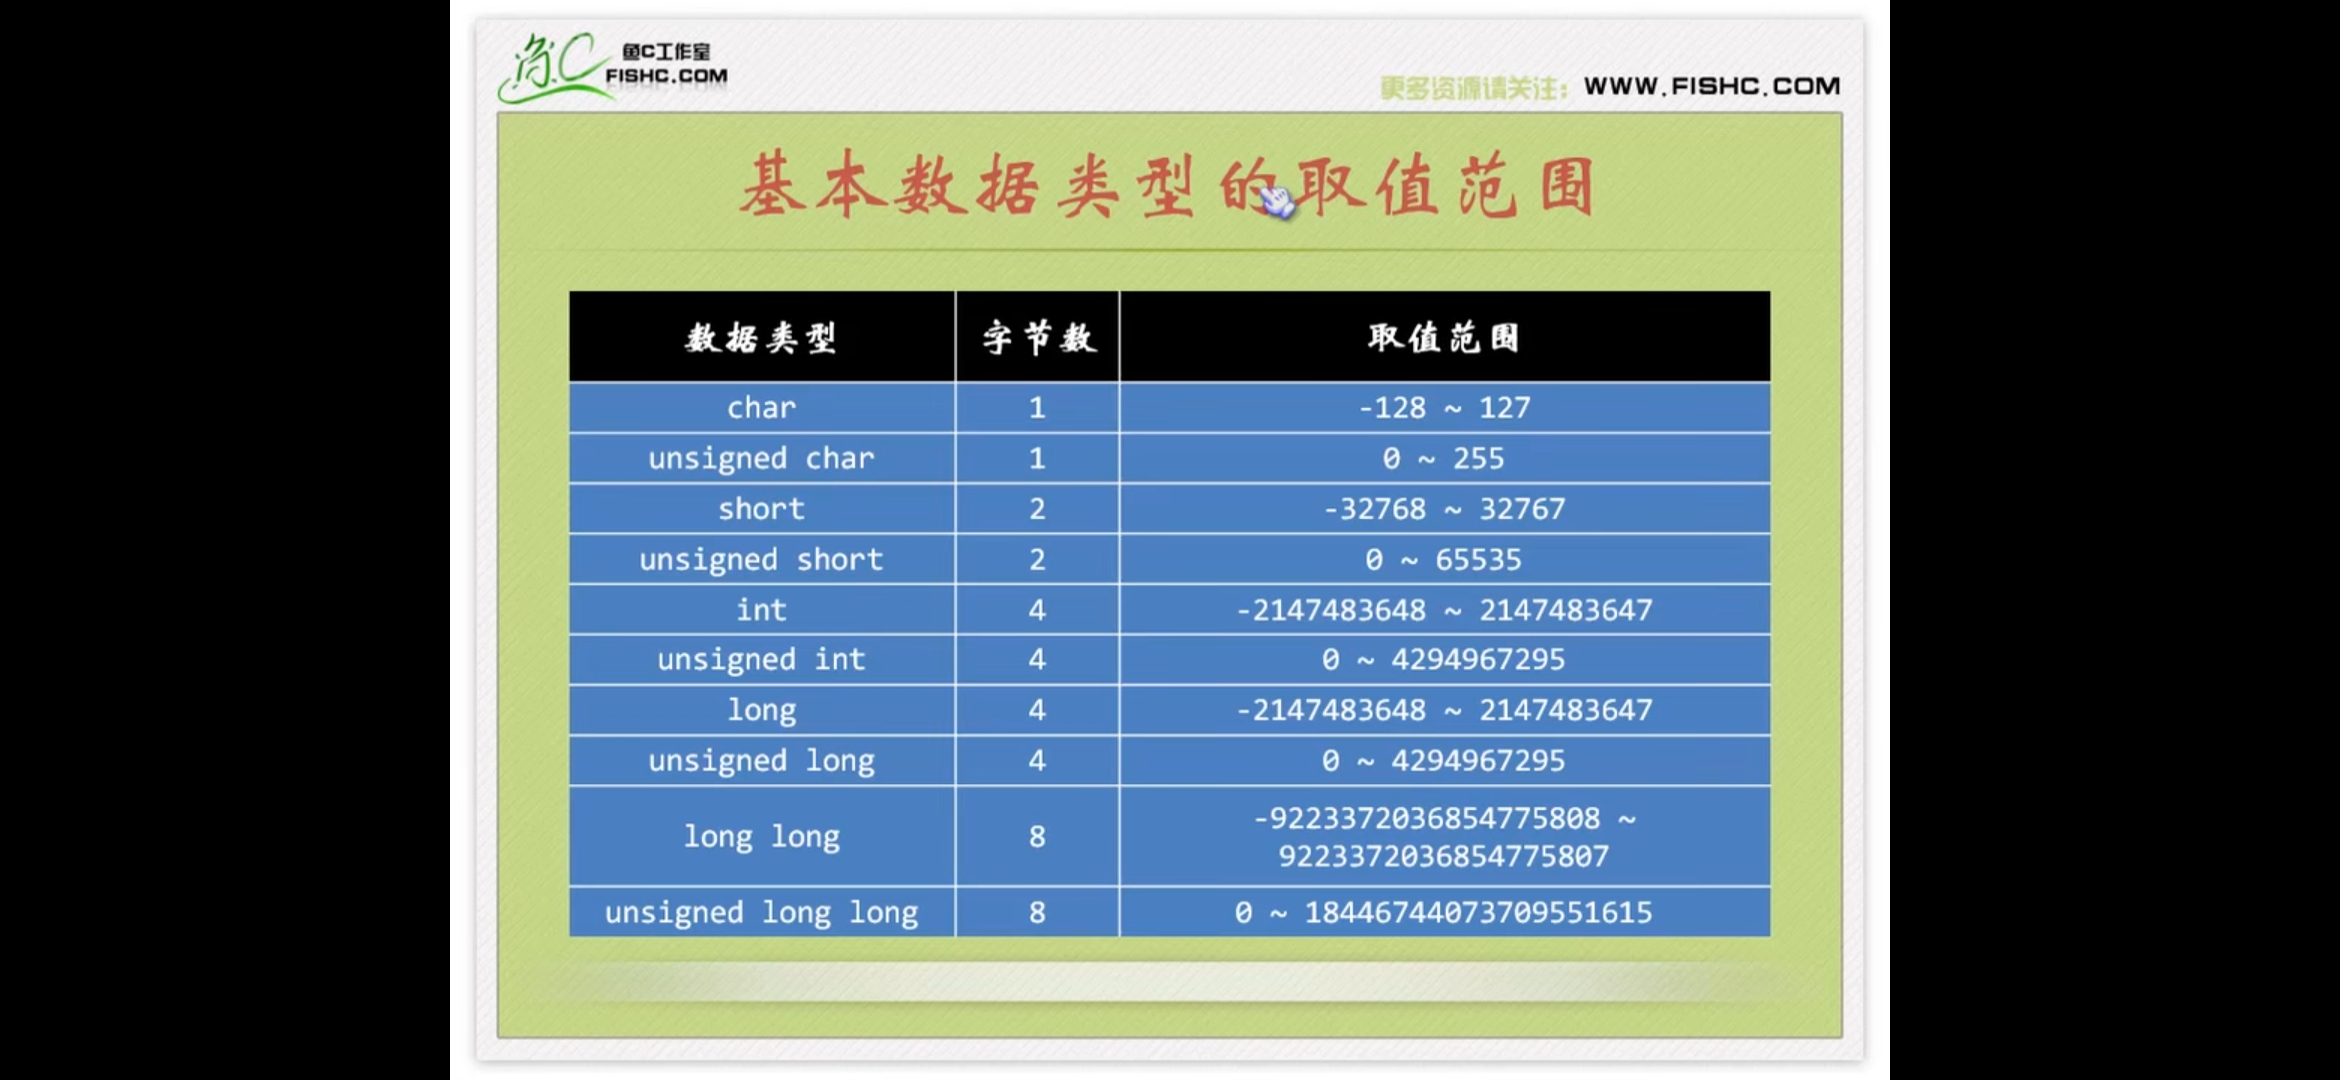 鱼C工作室
FISHC.COM
更多资源请关注: WWW.FISHC.COM
基本数据类型的取值范围
数据类型 字节数 取值范围
char 1 -128 ~ 127
unsigned char 1 0 ~ 255
short 2 -32768 ~ 32767
unsigned short 2 0 ~ 65535
int 4 -2147483648 ~ 2147483647
unsigned int 4 0 ~ 4294967295
long 4 -2147483648 ~ 2147483647
unsigned long 4 0 ~ 4294967295
long long 8 -9223372036854775808 ~
9223372036854775807
unsigned long long 8 0 ~ 18446744073709551615